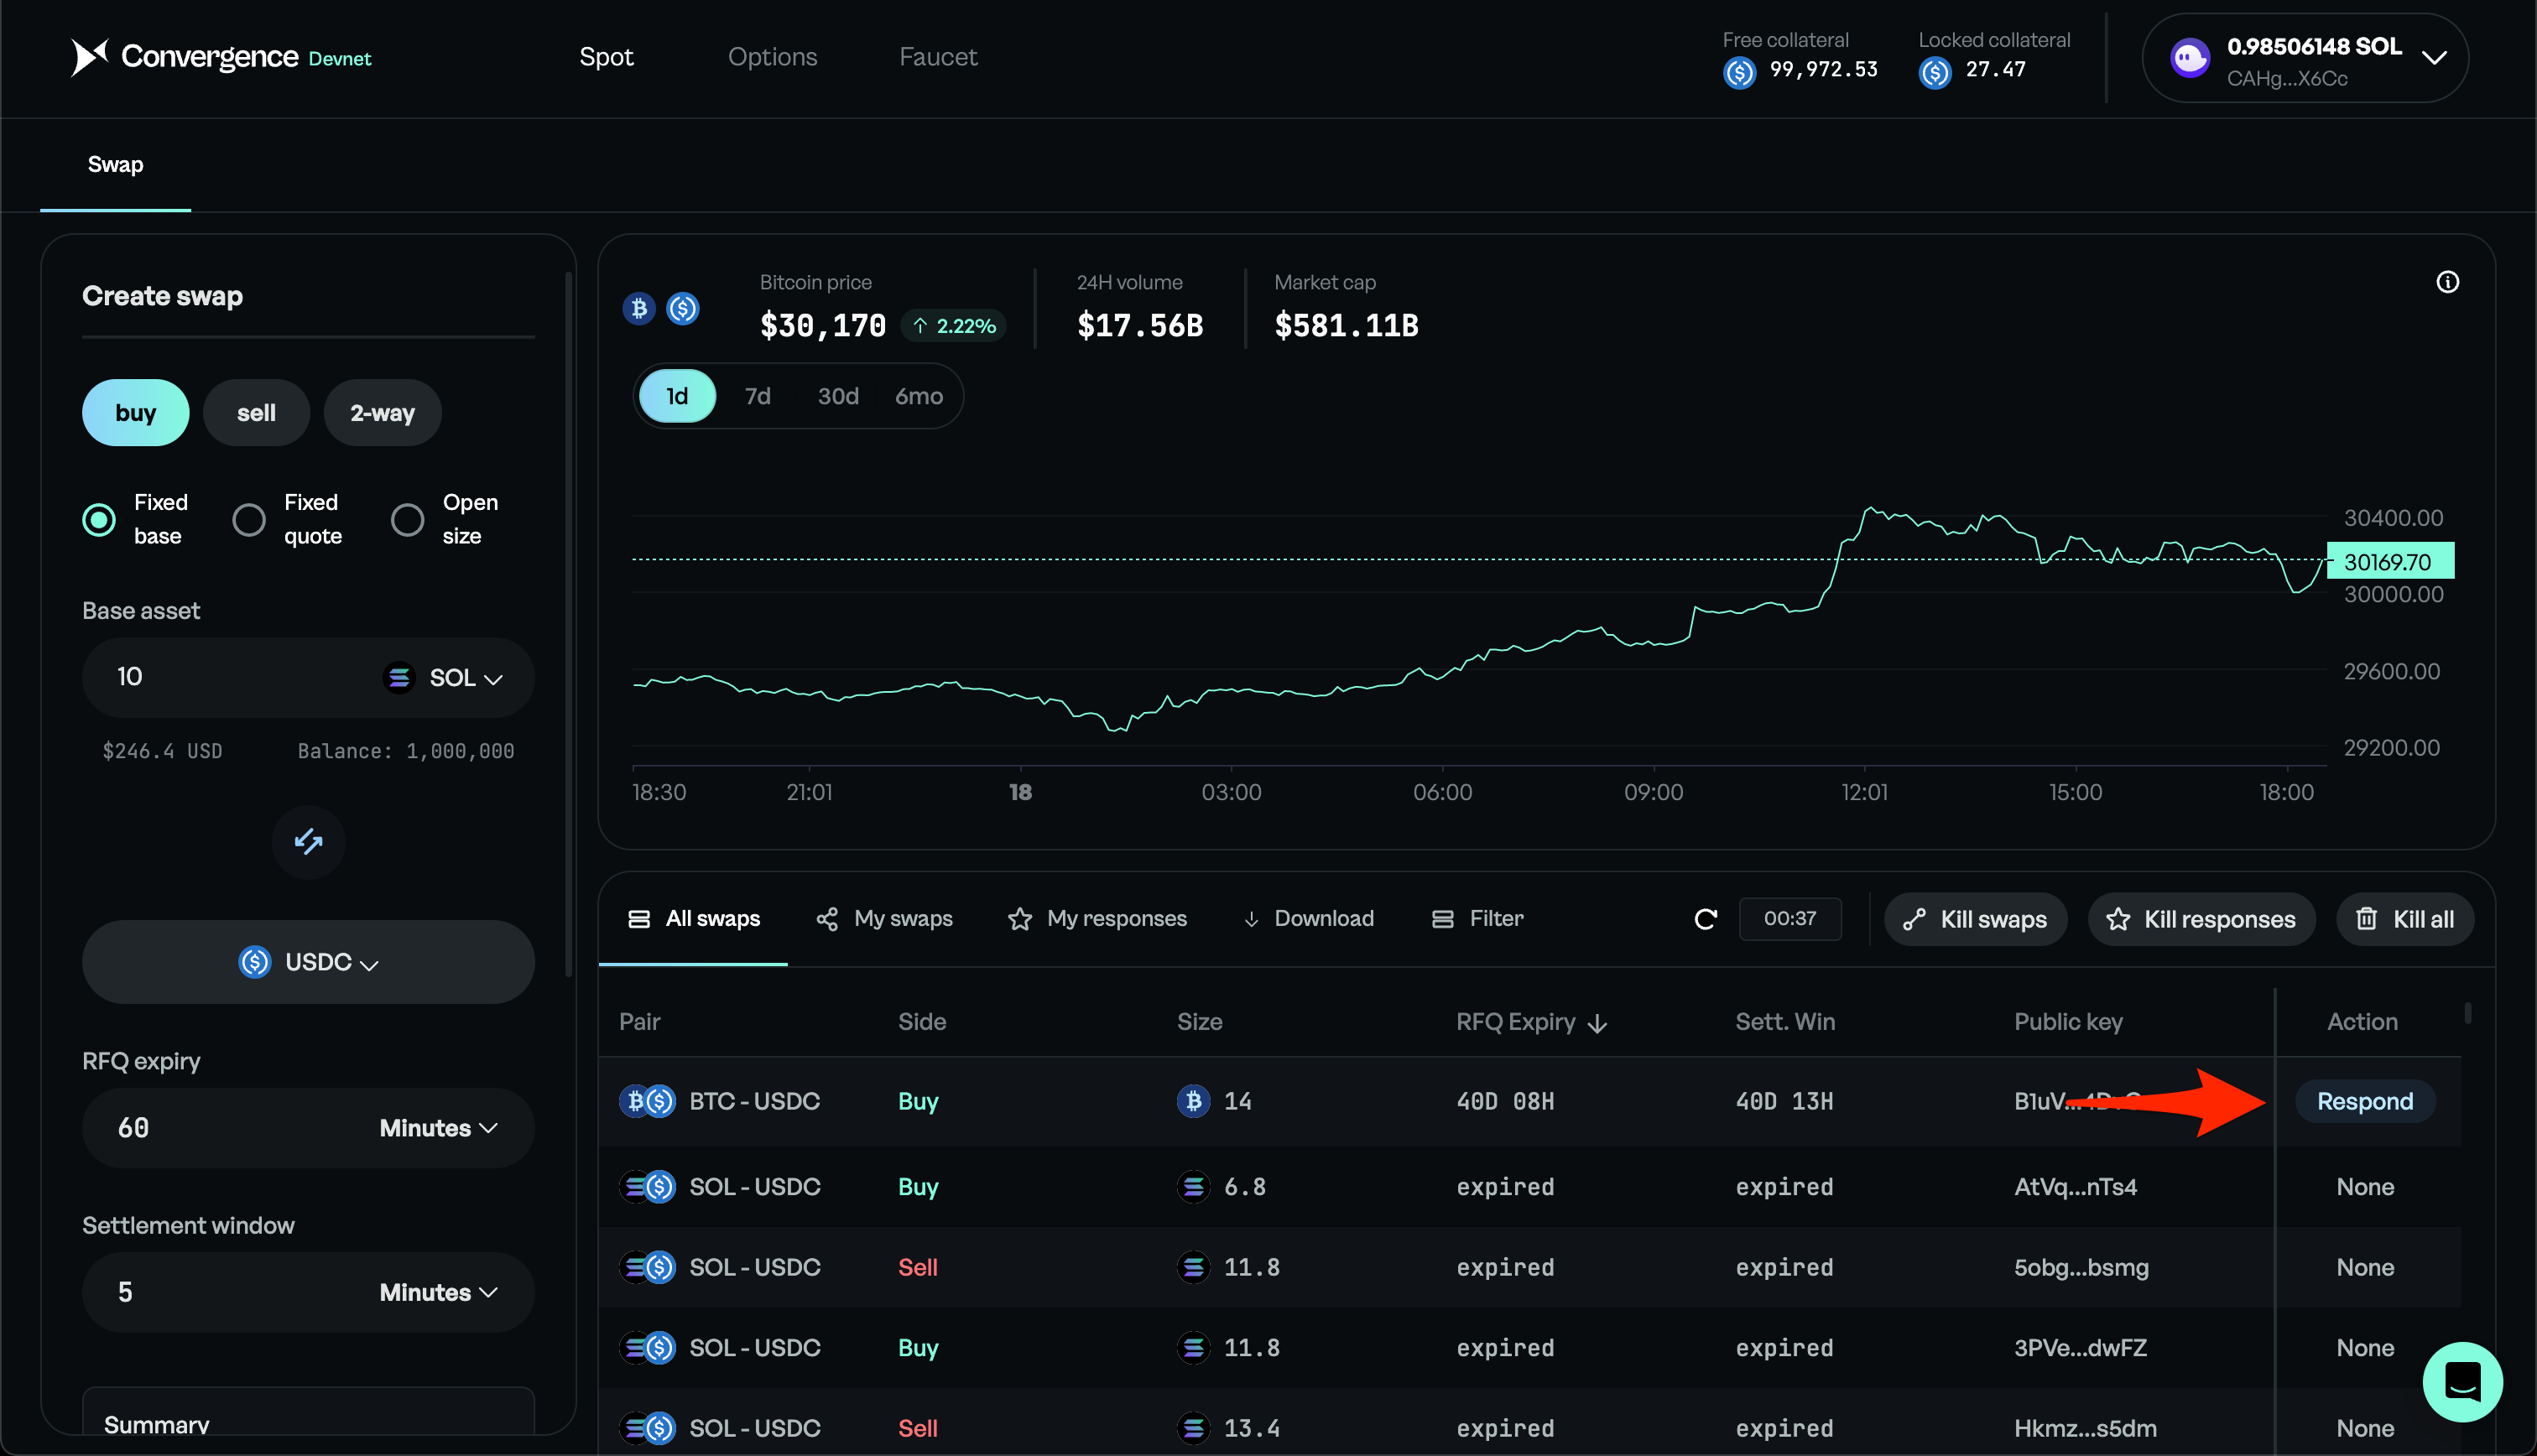 Convergence Devnet
Spot
Options
Faucet
Free collateral
99,972.53
Locked collateral
27.47
0.98506148 SOL
CAHg...X6Cc
Swap
Create swap
buy
sell
2-way
Fixed base
Fixed quote
Open size
Base asset
10
SOL
$246.4 USD
Balance: 1,000,000
USDC
RFQ expiry
60
Minutes
Settlement window
5
Minutes
Summary
Bitcoin price
$30,170
2.22%
24H volume
$17.56B
Market cap
$581.11B
1d
7d
30d
6mo
30400.00
30169.70
30000.00
29600.00
29200.00
18:30
21:01
18
03:00
06:00
09:00
12:01
15:00
18:00
All swaps
My swaps
My responses
Download
Filter
00:37
Kill swaps
Kill responses
Kill all
Pair Side Size RFQ Expiry Sett. Win Public key Action
BTC - USDC Buy 14 40D 08H 40D 13H Respond
SOL - USDC Buy 6.8 expired expired AtVq...nTs4 None
SOL - USDC Sell 11.8 expired expired 5obg...bsmg None
SOL - USDC Buy 11.8 expired expired 3PVe...dwFZ None
SOL - USDC Sell 13.4 expired expired Hkmz...s5dm None